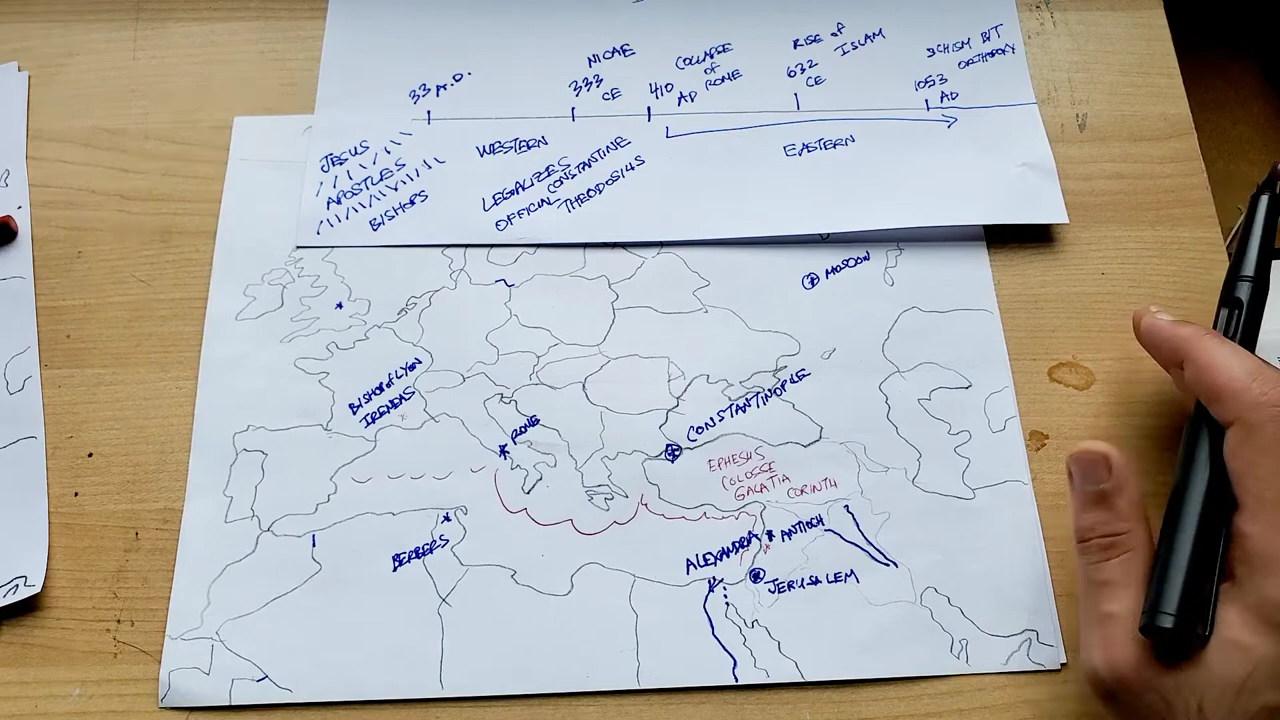 33 A.D.
NICAE
333
CE
410
AD
COLLAPSE
OF
ROME
RISE of
ISLAM
632
CE
SCHISM BIT
ORTHODOXY
1053
AD
JESUS
APOSTLES
BISHOPS
WESTERN
LEGALIZES CONSTANTINE
OFFICIAL THEODOSIUS
EASTERN
MOSCOW
BISHOP of LYON
IRENEAS
ROME
CONSTANTINOPLE
EPHESUS
COLOSSE
GALATIA
CORINTH
BERBERS
ALEXANDRIA
ANTIOCH
JERUSALEM